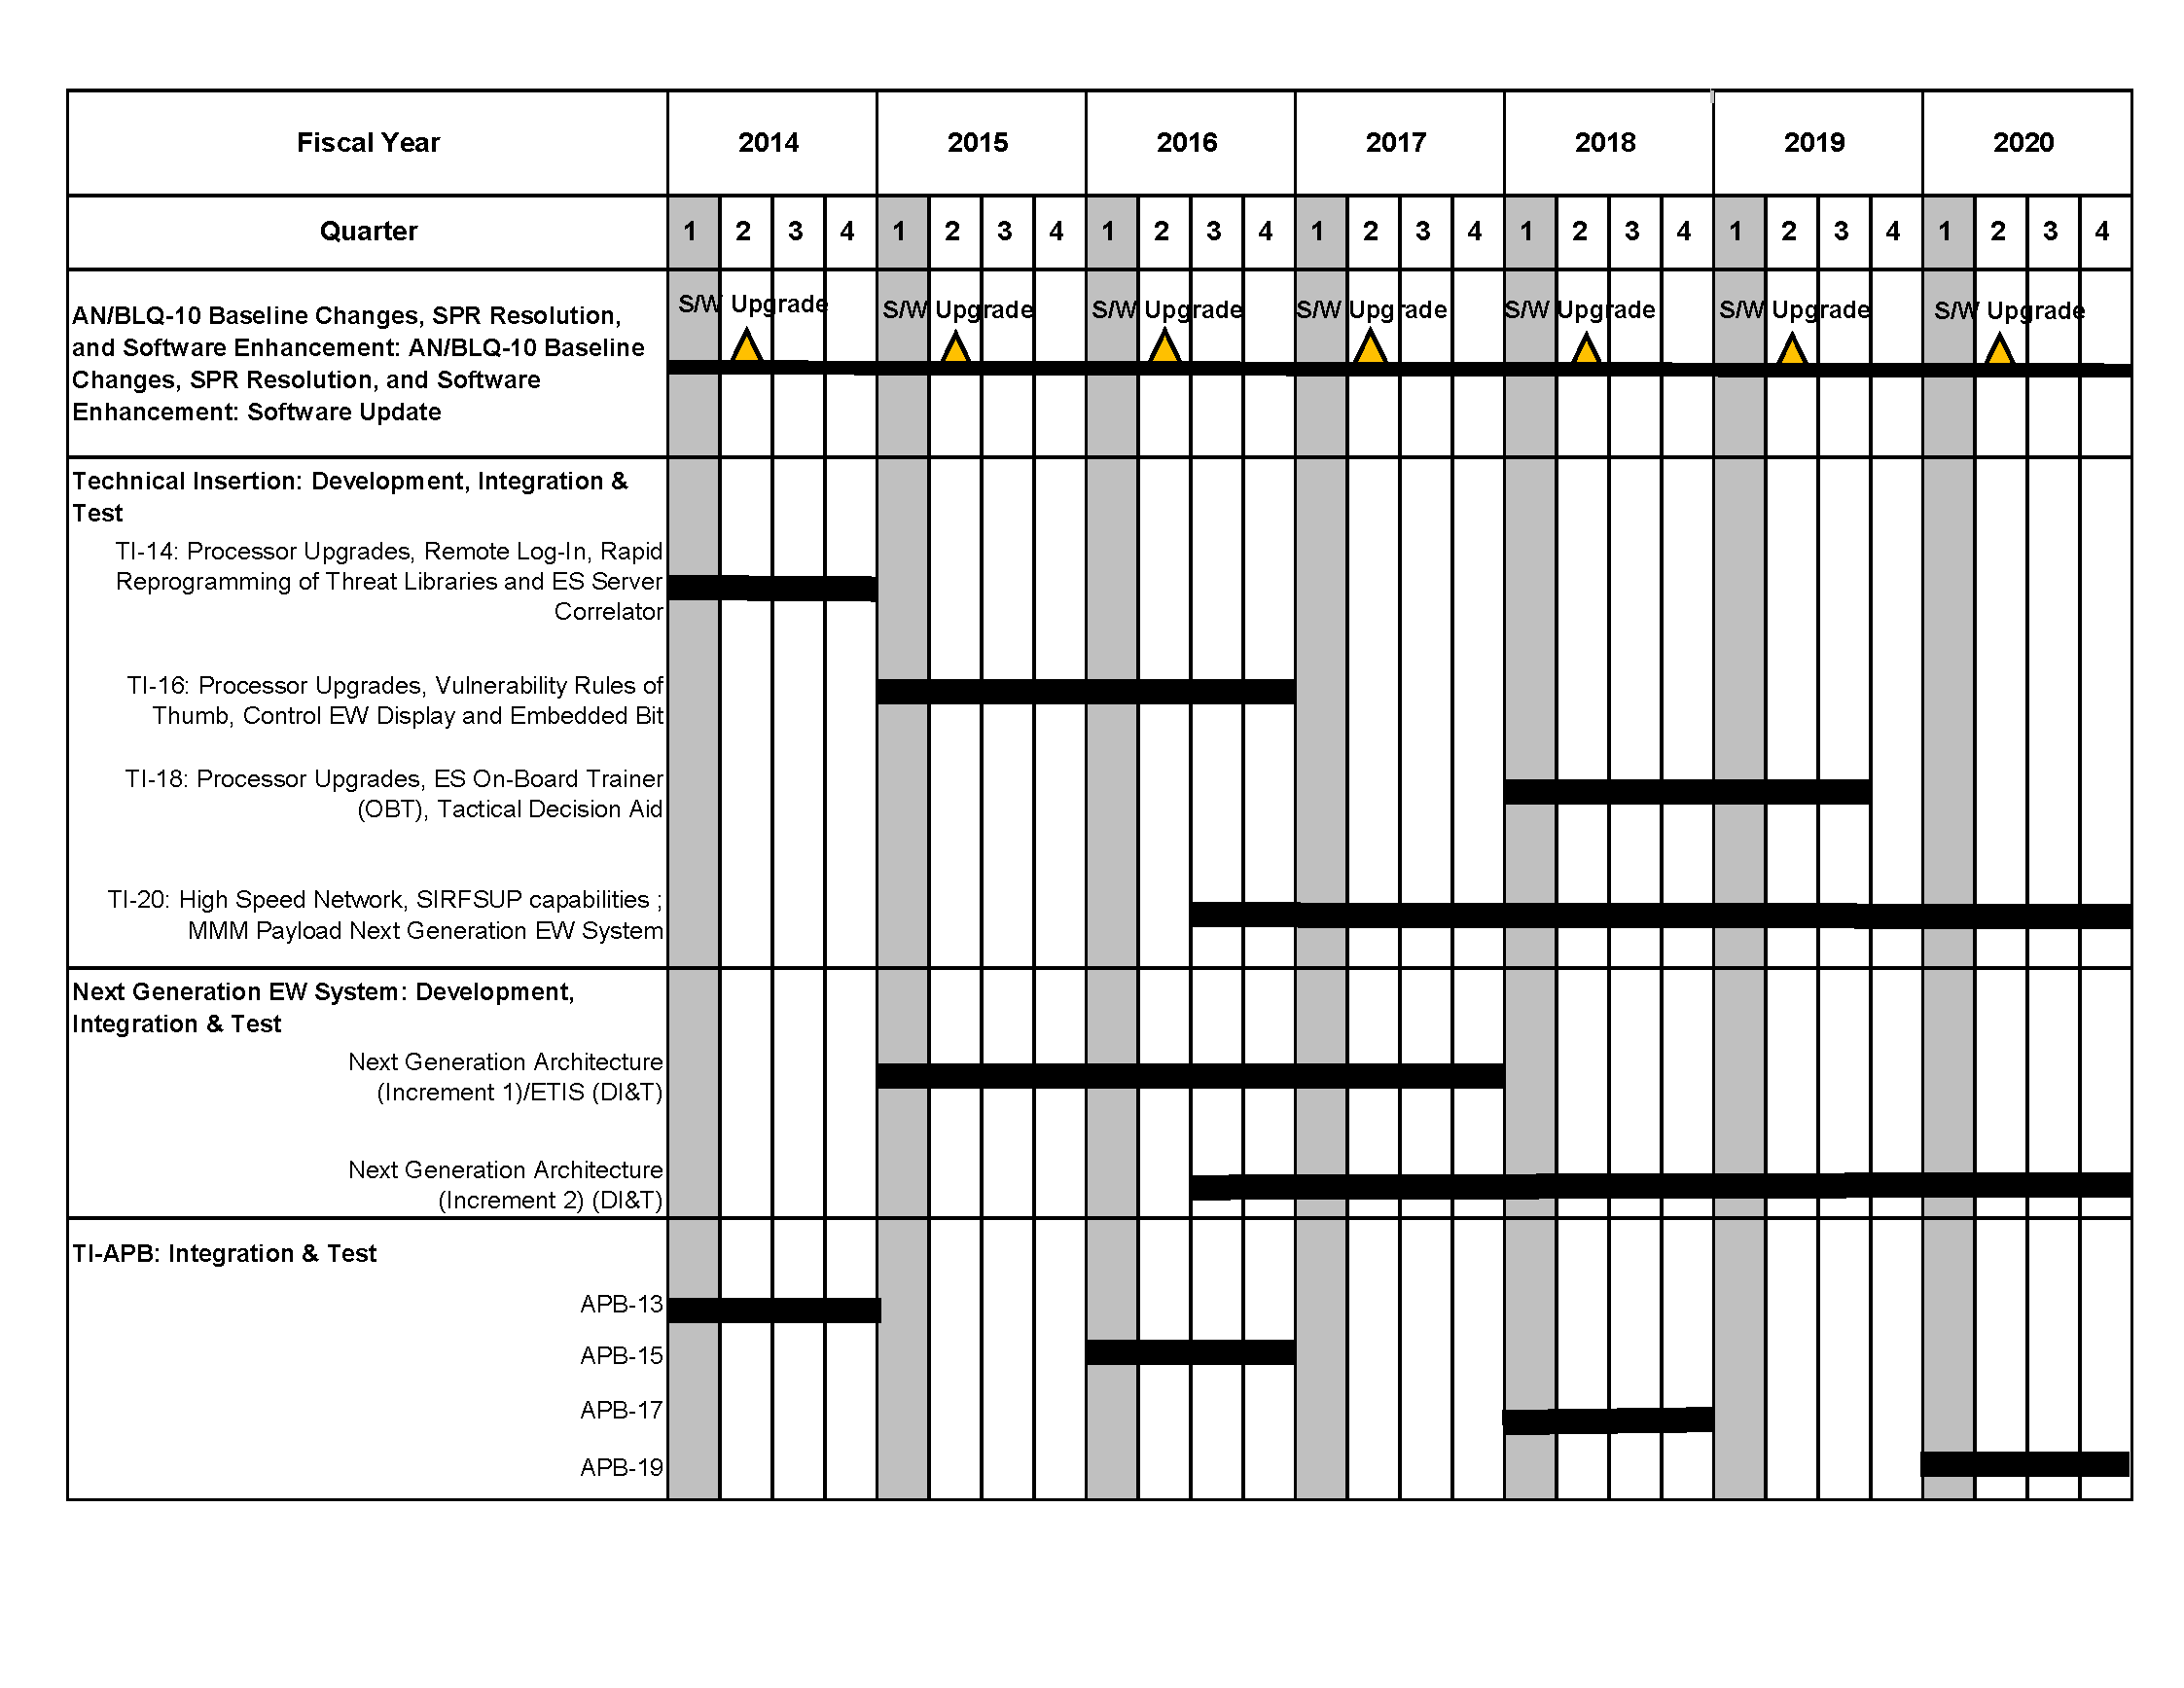 Fiscal Year 2014 2015 2016 2017 2018 2019 2020
Quarter 1 2 3 4 1 2 3 4 1 2 3 4 1 2 3 4 1 2 3 4 1 2 3 4 1 2 3 4
S/W Upgrade S/W Upgrade S/W Upgrade S/W Upgrade S/W Upgrade S/W Upgrade S/W Upgrade
AN/BLQ-10 Baseline Changes, SPR Resolution,
and Software Enhancement: AN/BLQ-10 Baseline
Changes, SPR Resolution, and Software
Enhancement: Software Update
Technical Insertion: Development, Integration &
Test
TI-14: Processor Upgrades, Remote Log-In, Rapid
Reprogramming of Threat Libraries and ES Server
Correlator
TI-16: Processor Upgrades, Vulnerability Rules of
Thumb, Control EW Display and Embedded Bit
TI-18: Processor Upgrades, ES On-Board Trainer
(OBT), Tactical Decision Aid
TI-20: High Speed Network, SIRFSUP capabilities ;
MMM Payload Next Generation EW System
Next Generation EW System: Development,
Integration & Test
Next Generation Architecture
(Increment 1)/ETIS (DI&T)
Next Generation Architecture
(Increment 2) (DI&T)
TI-APB: Integration & Test
APB-13
APB-15
APB-17
APB-19